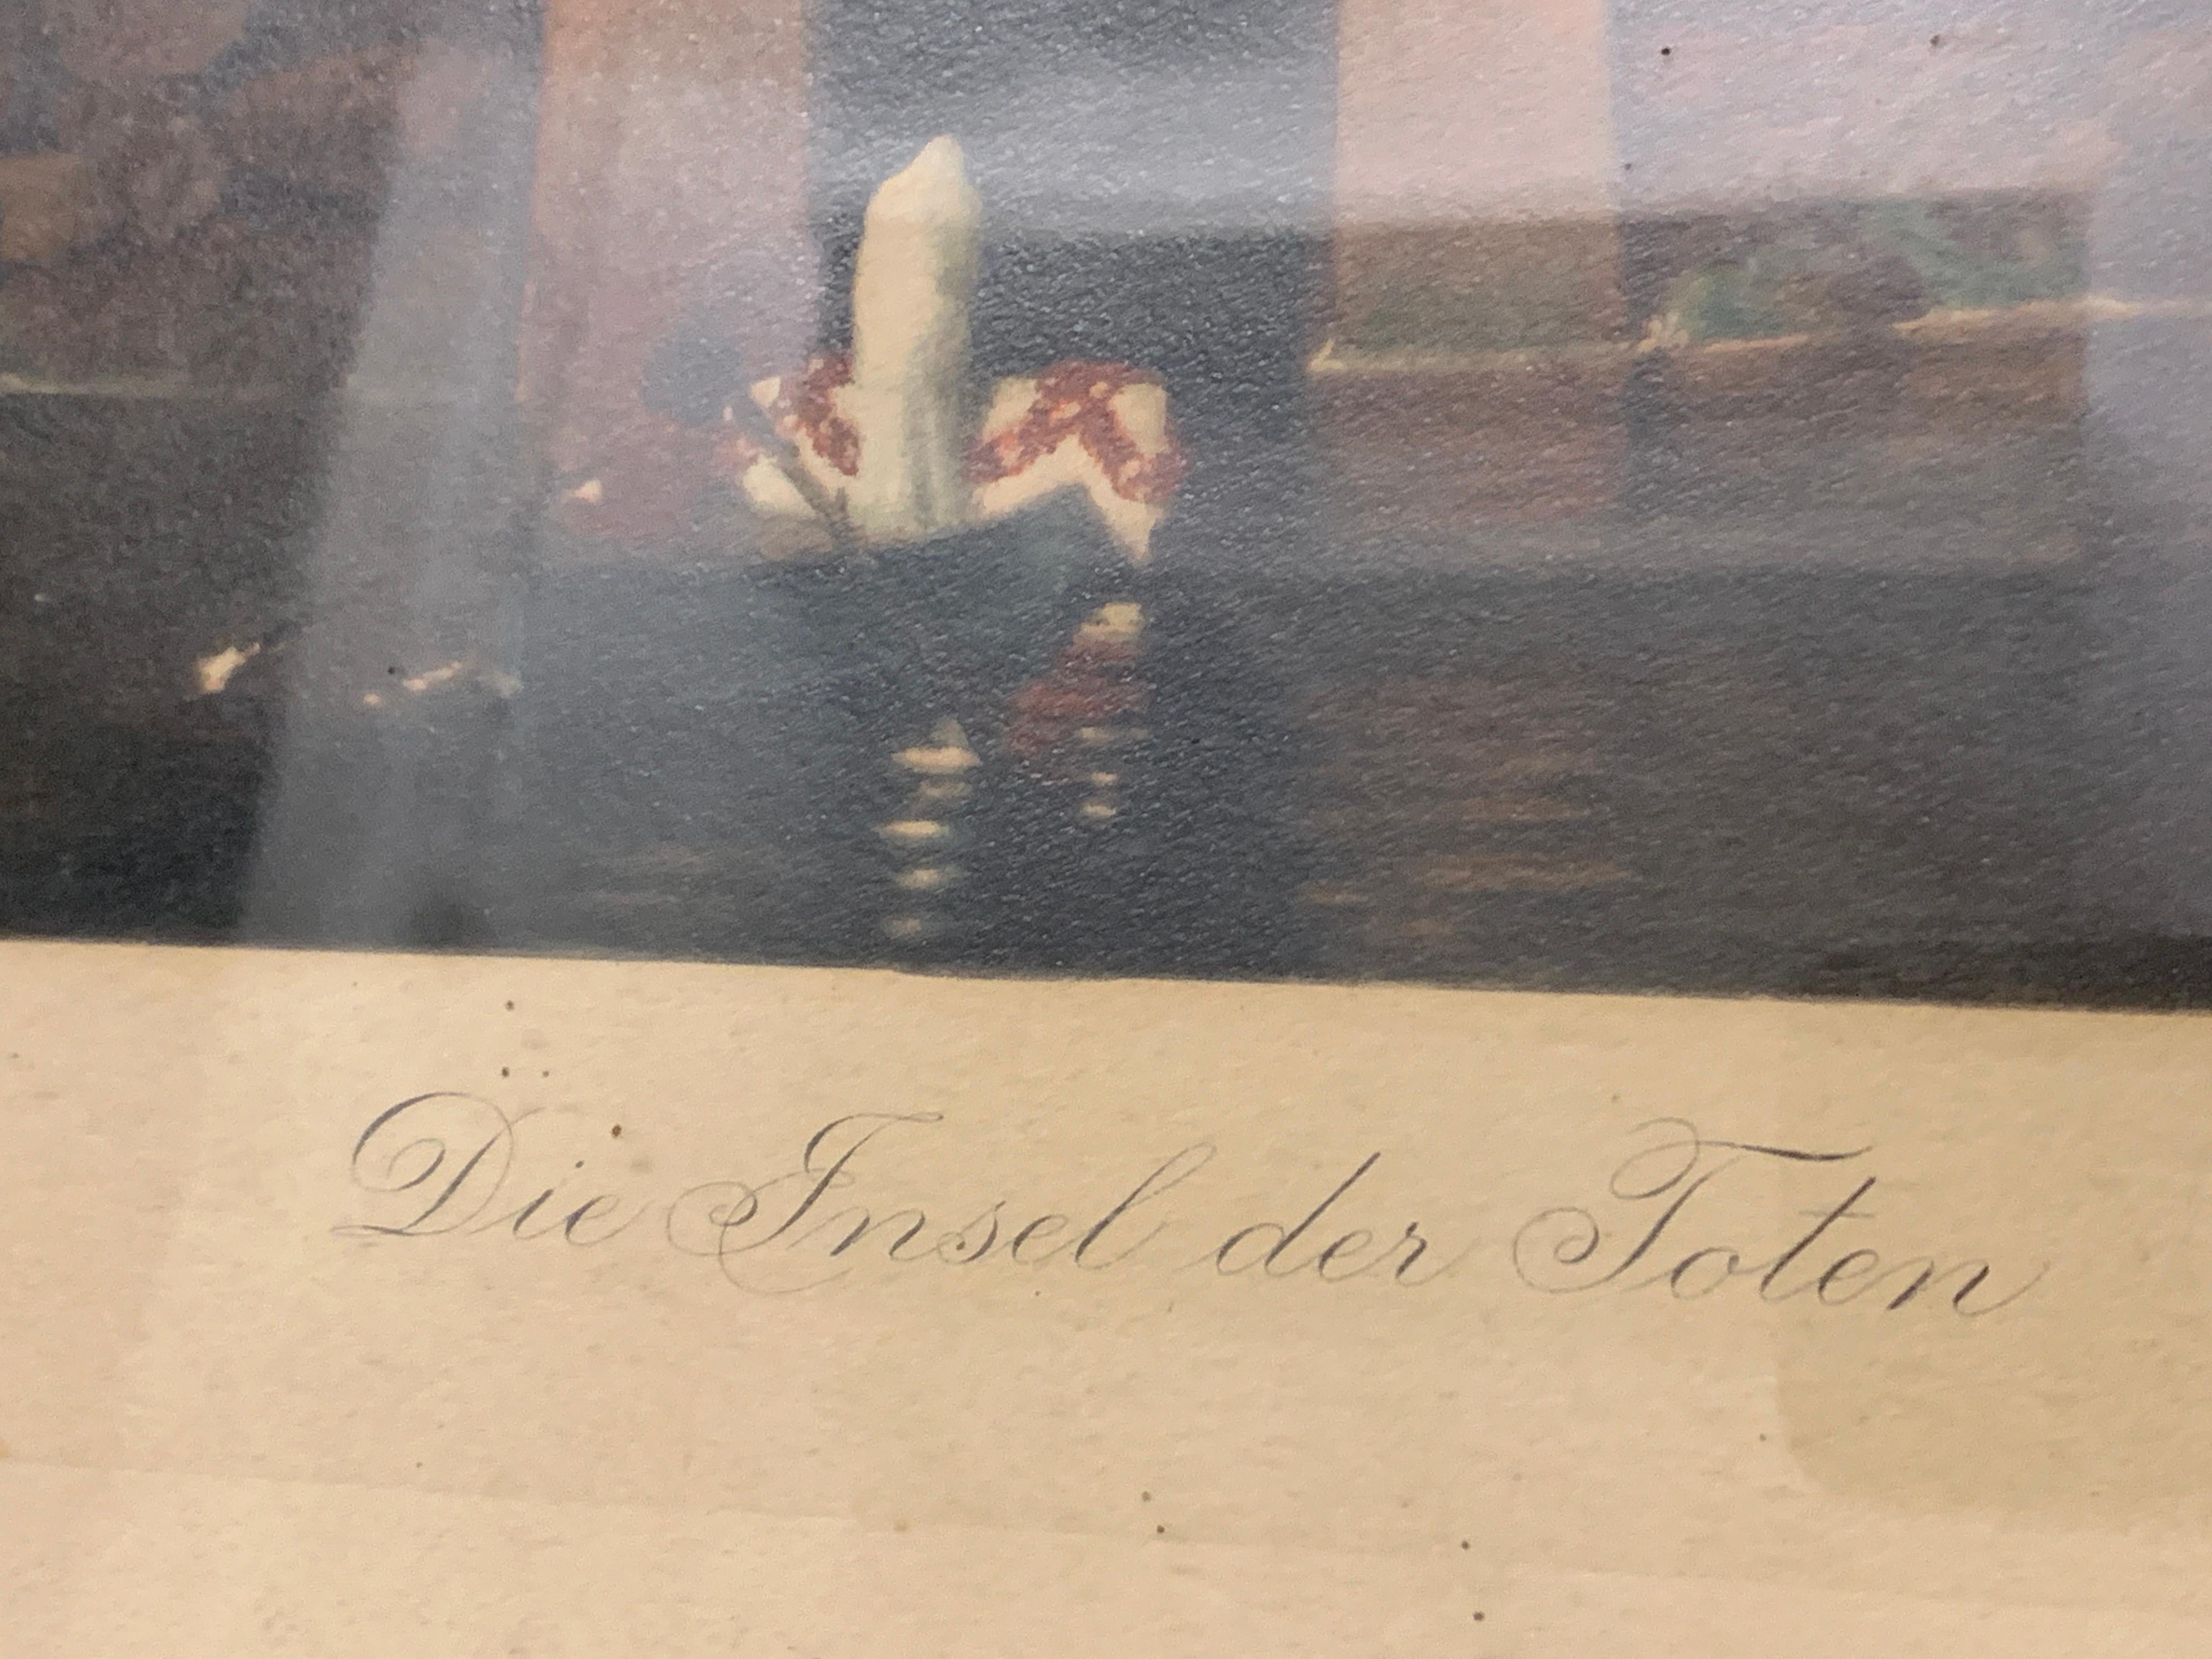 Die Insel der Toten